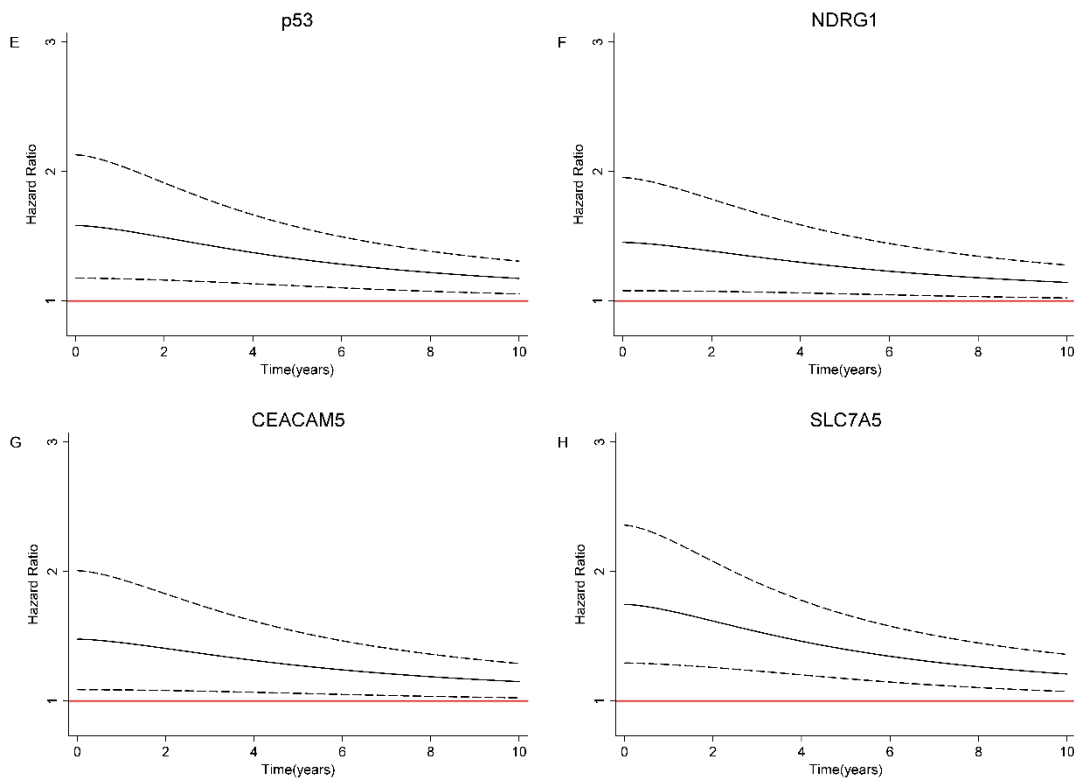 E
p53
3
2
1
Hazard Ratio
0 2 4 6 8 10
Time(years)
F
NDRG1
3
2
1
Hazard Ratio
0 2 4 6 8 10
Time(years)
G
CEACAM5
3
2
1
Hazard Ratio
0 2 4 6 8 10
Time(years)
H
SLC7A5
3
2
1
Hazard Ratio
0 2 4 6 8 10
Time(years)